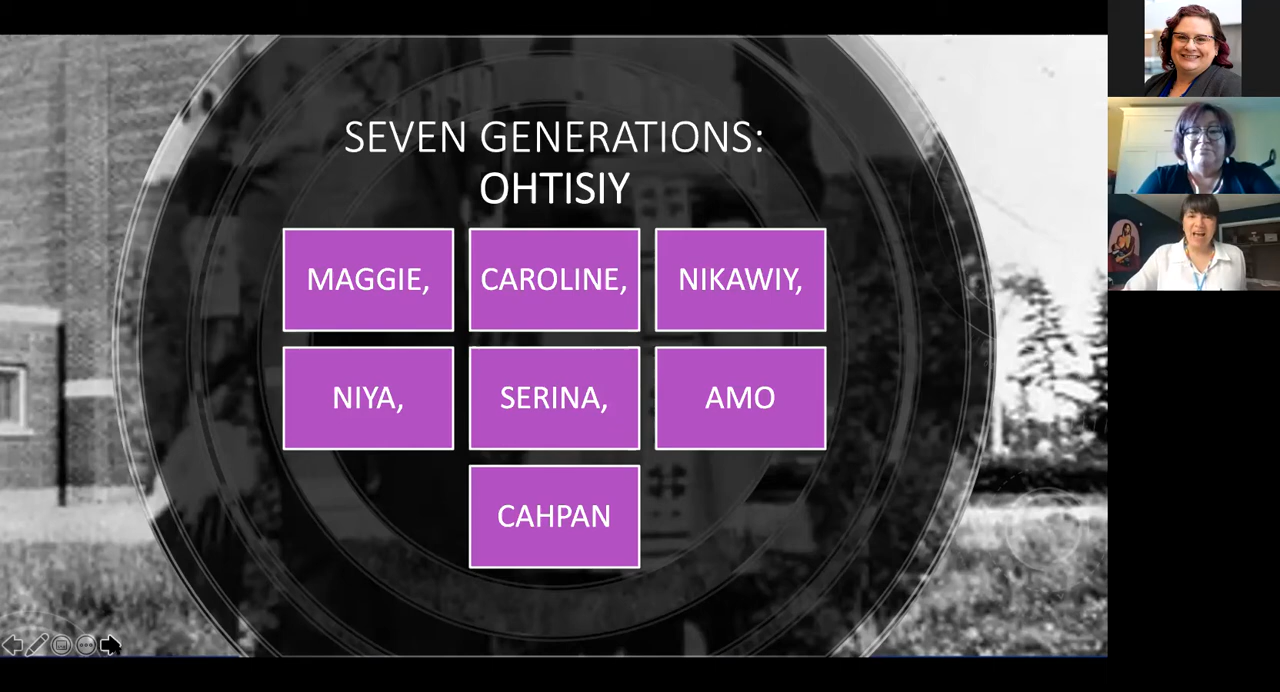 SEVEN GENERATIONS:
OHTISIY
MAGGIE,
CAROLINE,
NIKAWIY,
NIYA,
SERINA,
AMO
CAHPAN